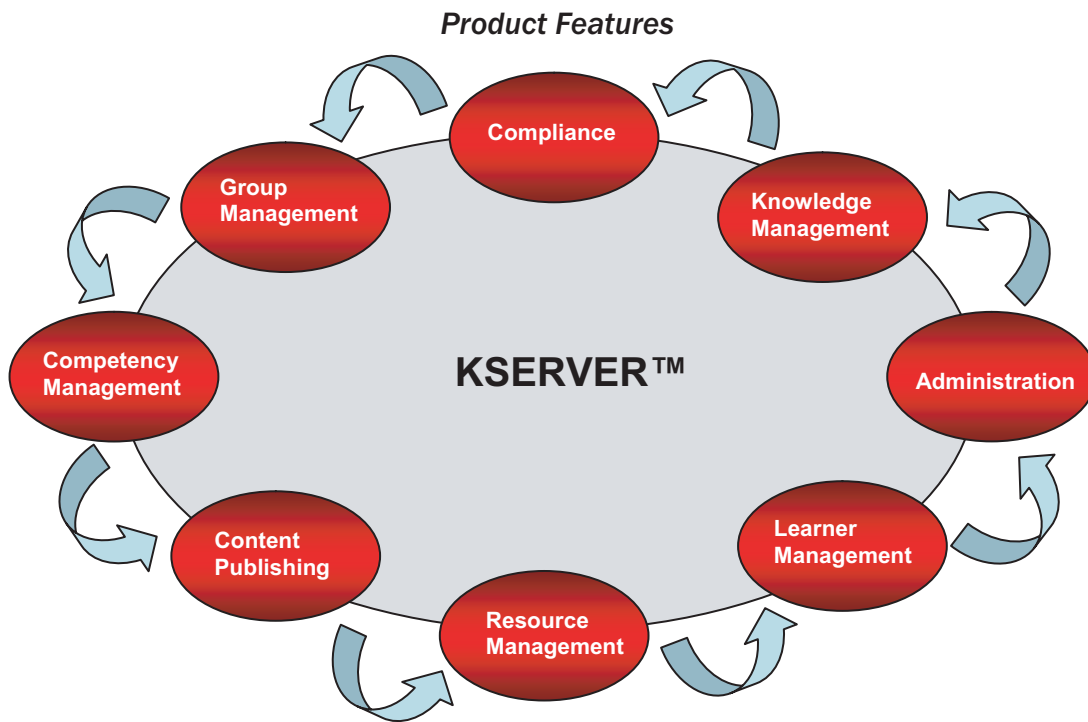 Product Features
Compliance
Group
Management
Knowledge
Management
Competency
Management
KSERVER™
Administration
Content
Publishing
Learner
Management
Resource
Management